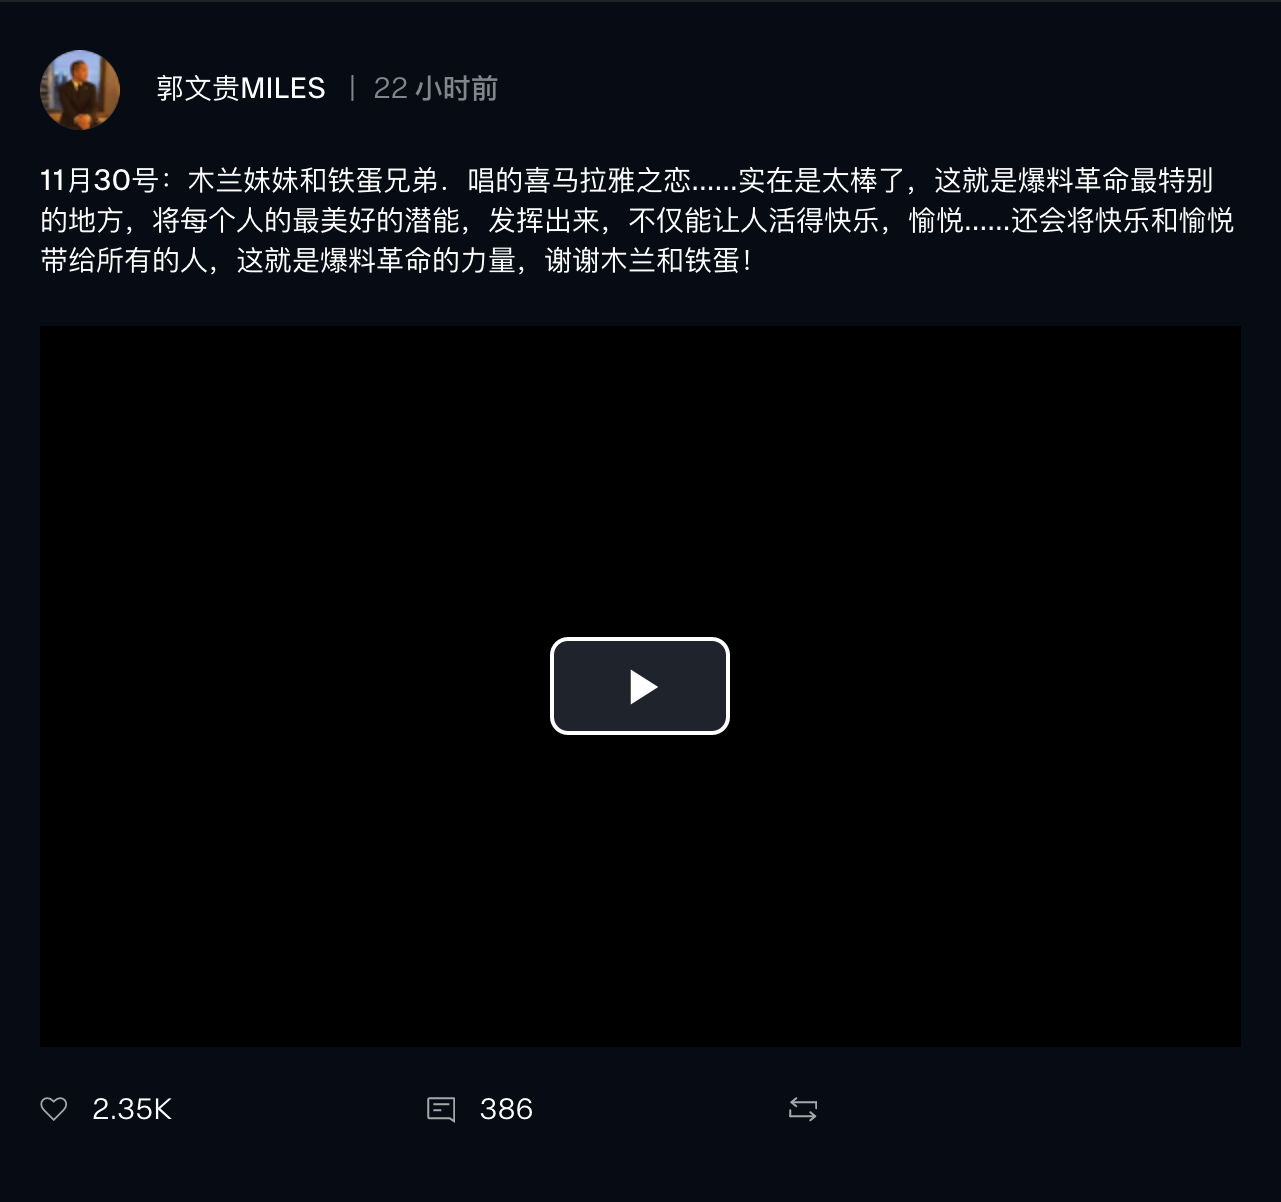 郭文贵MILES | 22 小时前
11月30号：木兰妹妹和铁蛋兄弟．唱的喜马拉雅之恋……实在是太棒了，这就是爆料革命最特别
的地方，将每个人的最美好的潜能，发挥出来，不仅能让人活得快乐，愉悦……还会将快乐和愉悦
带给所有的人，这就是爆料革命的力量，谢谢木兰和铁蛋！
2.35K 386